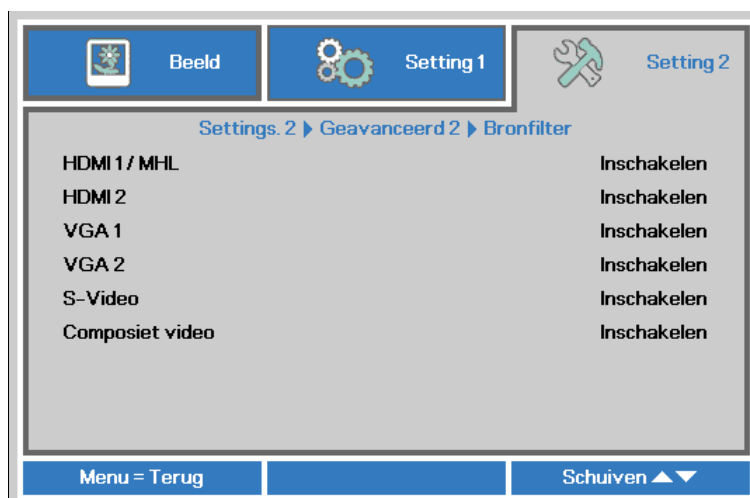 Beeld Setting 1 Setting 2
Settings. 2 ▶ Geavanceerd 2 ▶ Bronfilter
HDMI 1 / MHL Inschakelen
HDMI 2 Inschakelen
VGA 1 Inschakelen
VGA 2 Inschakelen
S-Video Inschakelen
Composiet video Inschakelen
Menu = Terug Schuiven ▲▼